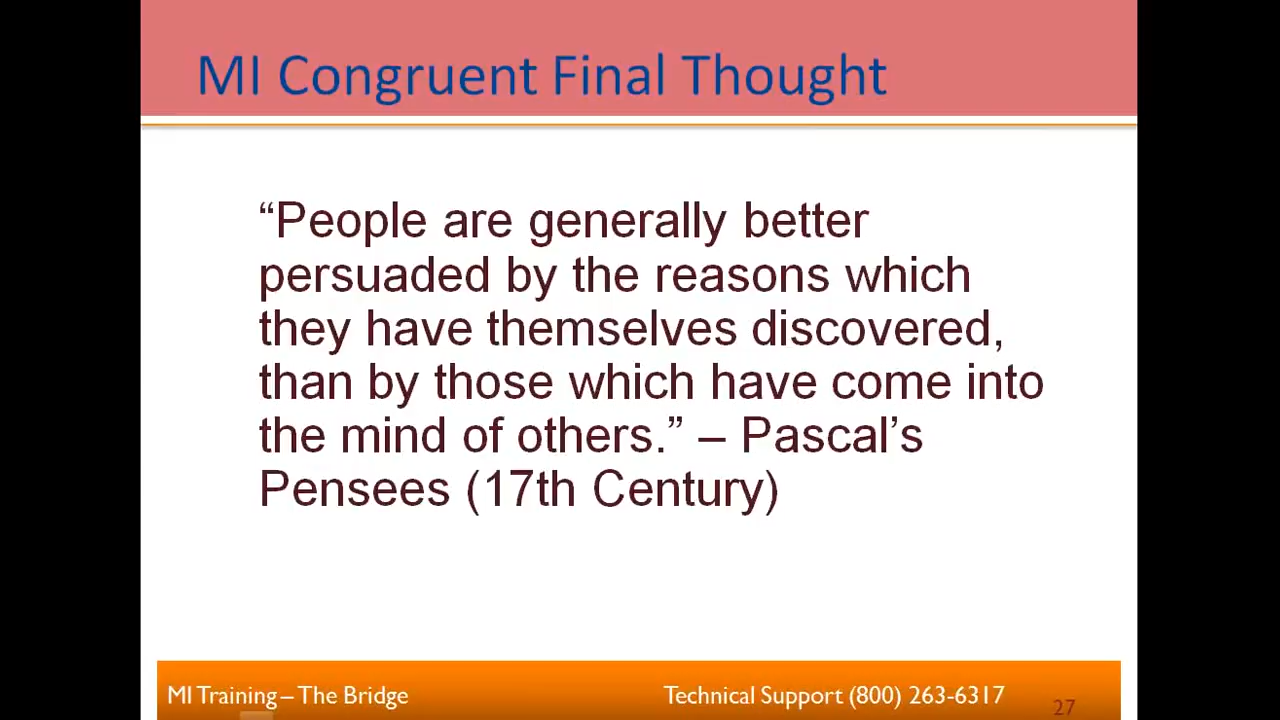 MI Congruent Final Thought
“People are generally better
persuaded by the reasons which
they have themselves discovered,
than by those which have come into
the mind of others.” – Pascal’s
Pensees (17th Century)
MI Training – The Bridge
Technical Support (800) 263-6317
27